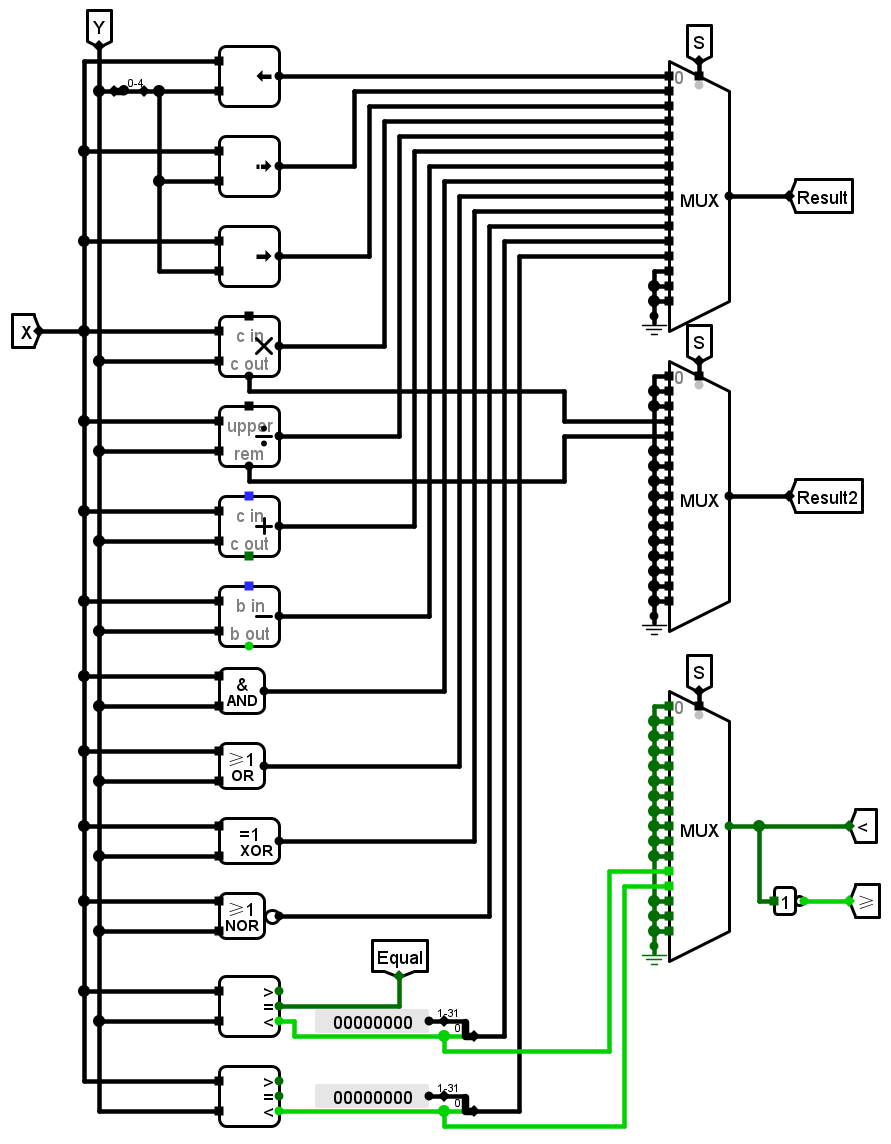 Y
S
0-4
←
0
⇢
MUX
Result
→
X
c in
×
c out
S
0
upper
÷
rem
MUX
Result2
c in
+
c out
b in
−
b out
S
&
AND
0
≥1
OR
MUX
<
=1
XOR
1
≥
≥1
NOR
Equal
>
=
<
00000000
1-31
0
>
=
<
00000000
1-31
0